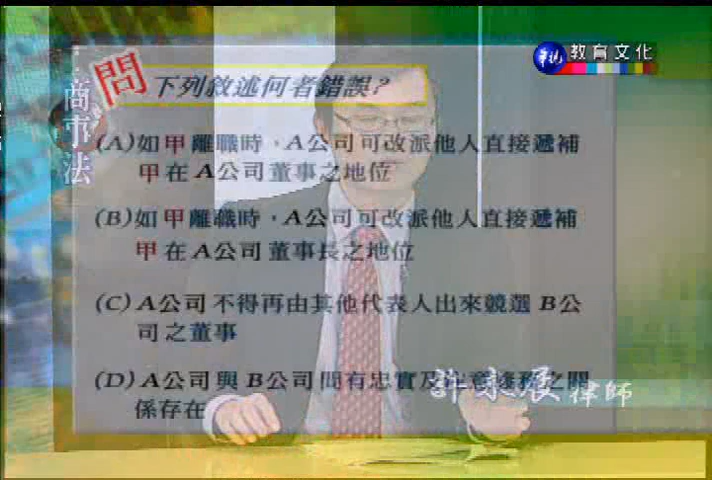 華視 教育文化
商事法
問 下列敘述何者錯誤?
(A)如甲離職時,A公司可改派他人直接遞補
甲在A公司董事之地位
(B)如甲離職時,A公司可改派他人直接遞補
甲在A公司董事長之地位
(C)A公司不得再由其他代表人出來競選B公
司之董事
(D)A公司與B公司間有忠實及注意義務之關
係存在
許永展 律師